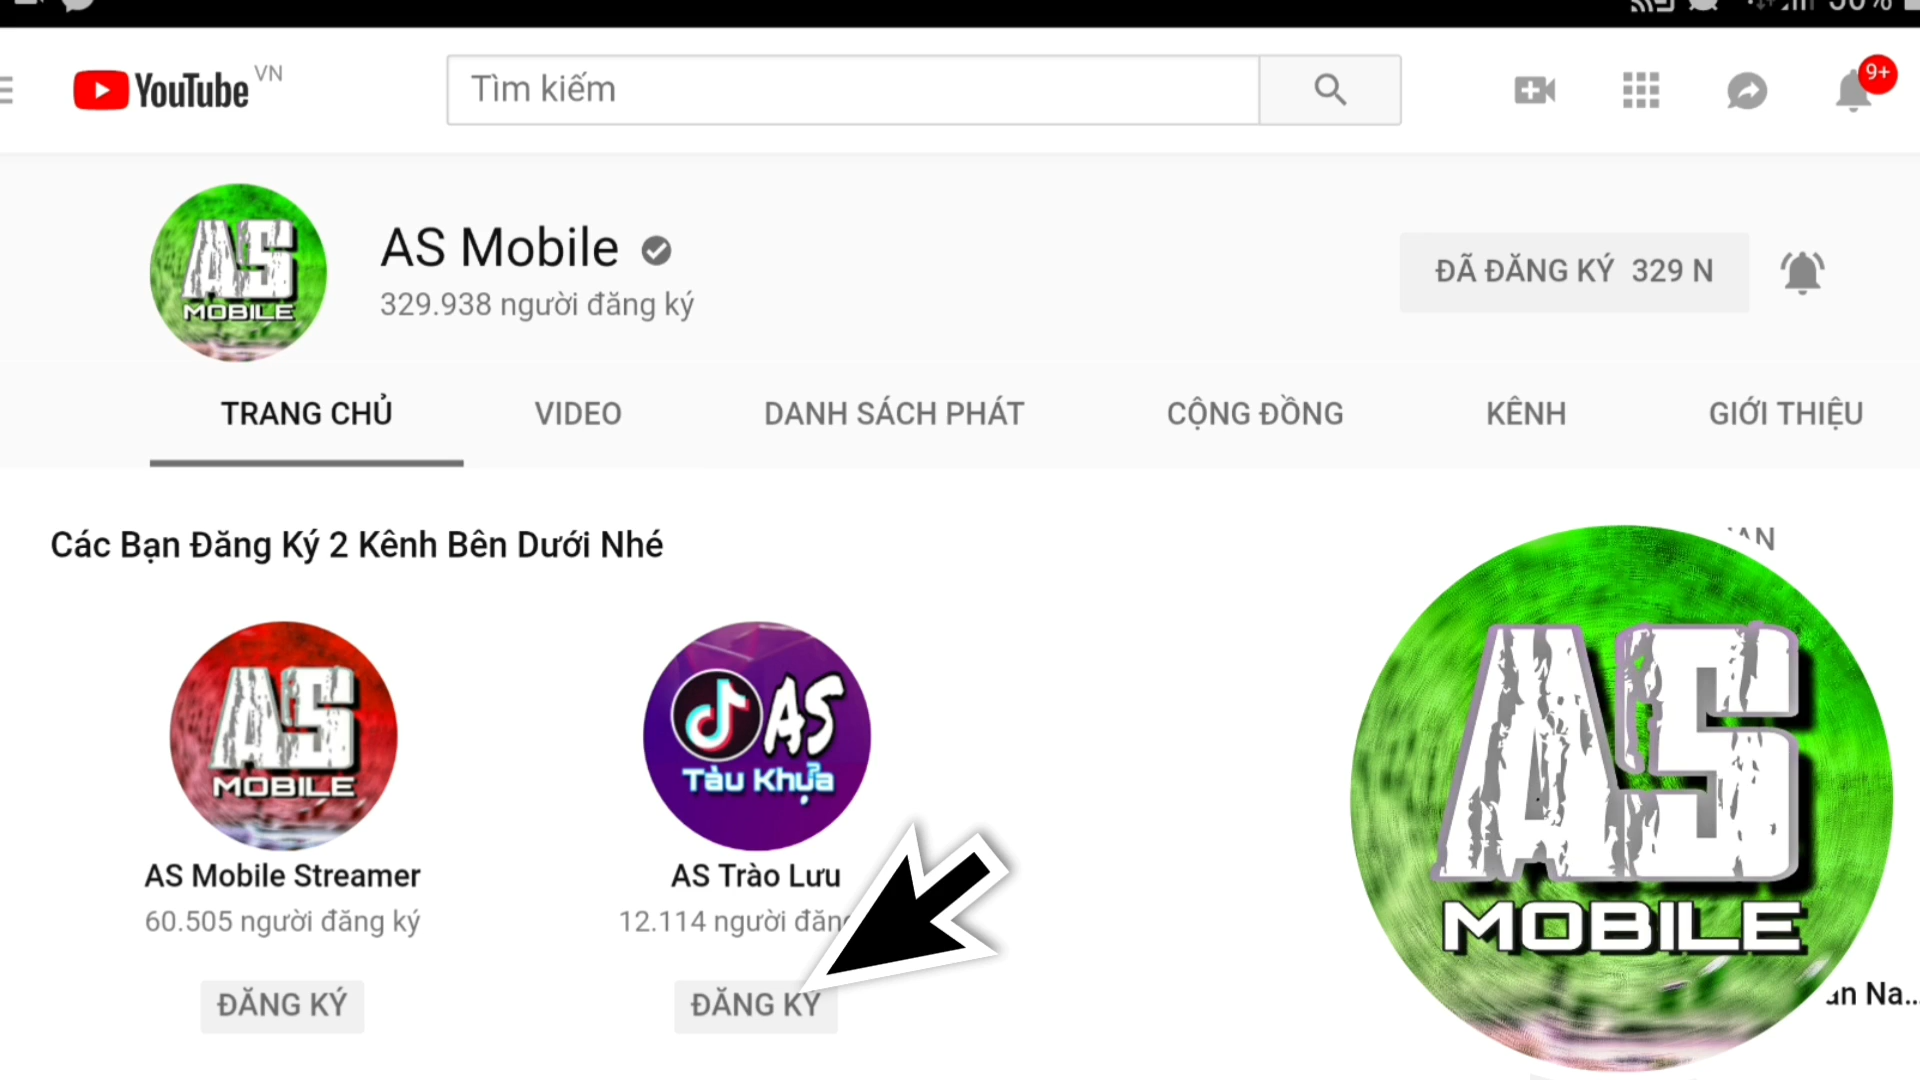 YouTube VN
Tìm kiếm
9+
AS
MOBILE
AS Mobile
329.938 người đăng ký
ĐÃ ĐĂNG KÝ 329 N
TRANG CHỦ
VIDEO
DANH SÁCH PHÁT
CỘNG ĐỒNG
KÊNH
GIỚI THIỆU
Các Bạn Đăng Ký 2 Kênh Bên Dưới Nhé
AS
MOBILE
AS Mobile Streamer
60.505 người đăng ký
ĐĂNG KÝ
AS
Tàu Khựa
AS Trào Lưu
12.114 người
ĐĂNG KÝ
AS
MOBILE